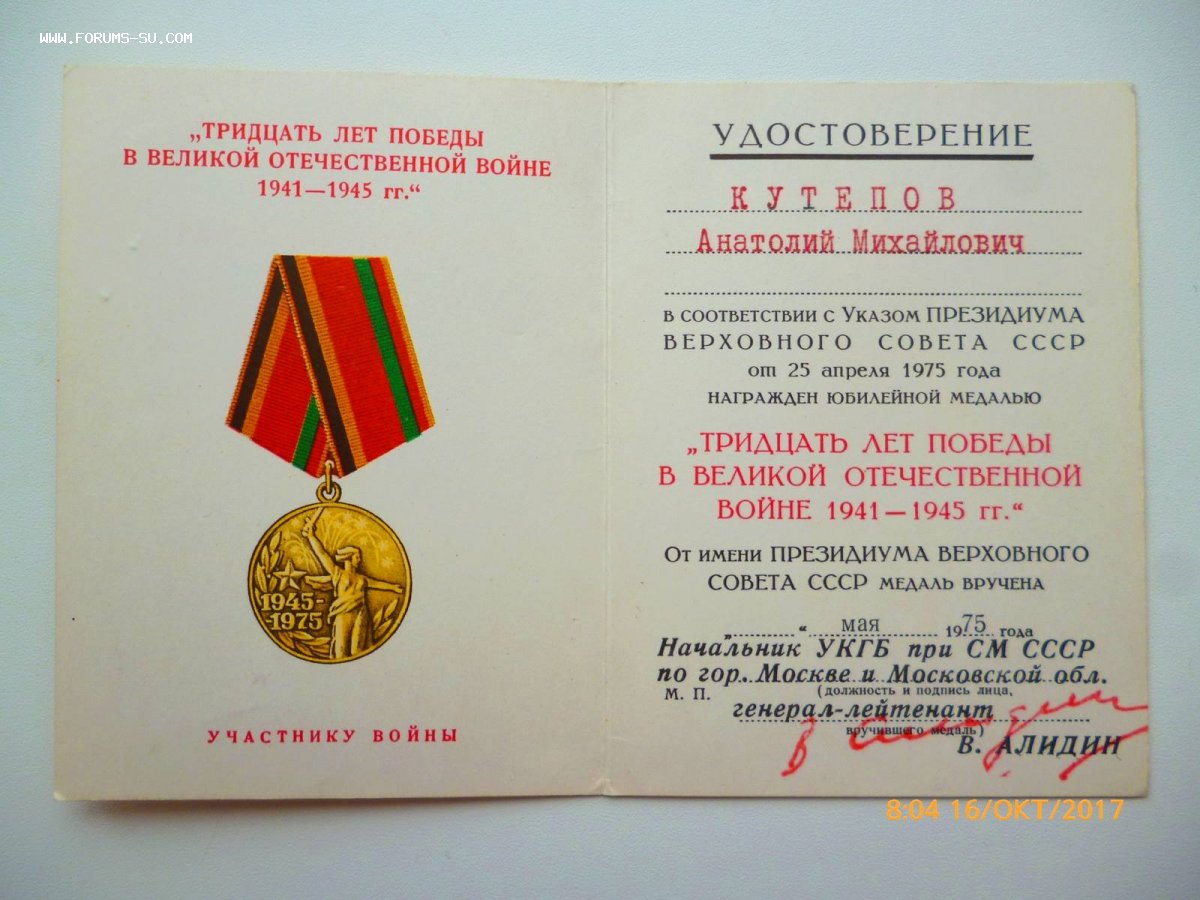 WWW.FORUMS-SU.COM
„ТРИДЦАТЬ ЛЕТ ПОБЕДЫ
В ВЕЛИКОЙ ОТЕЧЕСТВЕННОЙ ВОЙНЕ
1941—1945 гг.“
1945-
-1975
УЧАСТНИКУ ВОЙНЫ
УДОСТОВЕРЕНИЕ
КУТЕПОВ
Анатолий Михайлович
В СООТВЕТСТВИИ С УКАЗОМ ПРЕЗИДИУМА
ВЕРХОВНОГО СОВЕТА СССР
от 25 апреля 1975 года
НАГРАЖДЕН ЮБИЛЕЙНОЙ МЕДАЛЬЮ
„ТРИДЦАТЬ ЛЕТ ПОБЕДЫ
В ВЕЛИКОЙ ОТЕЧЕСТВЕННОЙ
ВОЙНЕ 1941—1945 гг.“
ОТ ИМЕНИ ПРЕЗИДИУМА ВЕРХОВНОГО
СОВЕТА СССР МЕДАЛЬ ВРУЧЕНА
„ “ мая 1975 года
Начальник УКГБ при СМ СССР
по гор. Москве и Московской обл.
М. П. (должность и подпись лица,
генерал-лейтенант
вручившего медаль)
В. АЛИДИН
В Алидин
8:04 16/ОКТ/2017